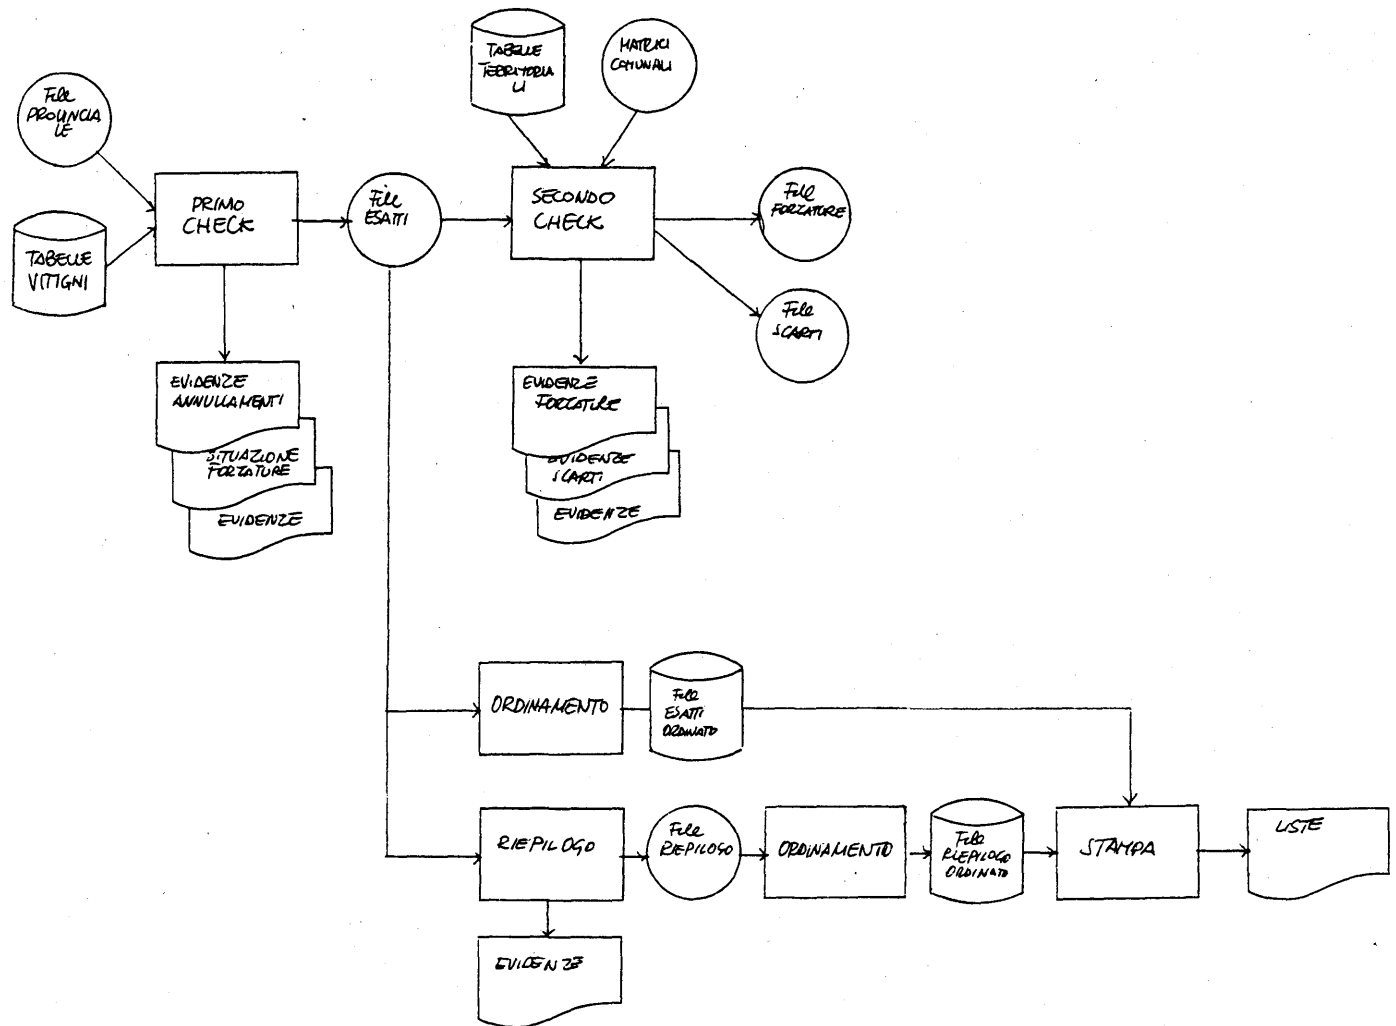 File
PROVINCIA
LE
TABELLE
VITIGNI
PRIMO
CHECK
File
ESATTI
TABELLE
TERRITORIA
LI
MATRICI
COMUNALI
SECONDO
CHECK
File
FORZATURE
File
SCARTI
EVIDENZE
ANNULLAMENTI
SITUAZIONE
FORZATURE
EVIDENZE
EVIDENZE
FORZATURE
EVIDENZE
SCARTI
EVIDENZE
ORDINAMENTO
File
ESATTI
ORDINATO
RIEPILOGO
File
RIEPILOGO
ORDINAMENTO
File
RIEPILOGO
ORDINATO
STAMPA
LISTE
EVIDENZE